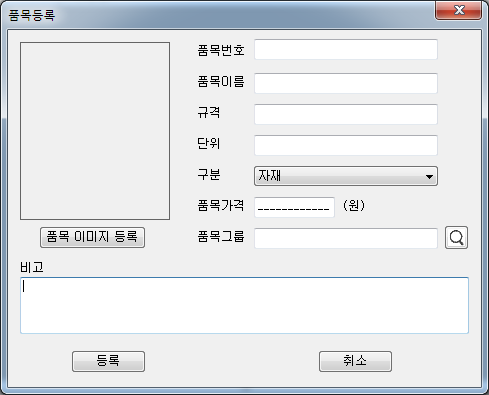 품목등록
품목번호
품목이름
규격
단위
구분 자재
품목가격 ____________ (원)
품목 이미지 등록
품목그룹
비고
등록 취소